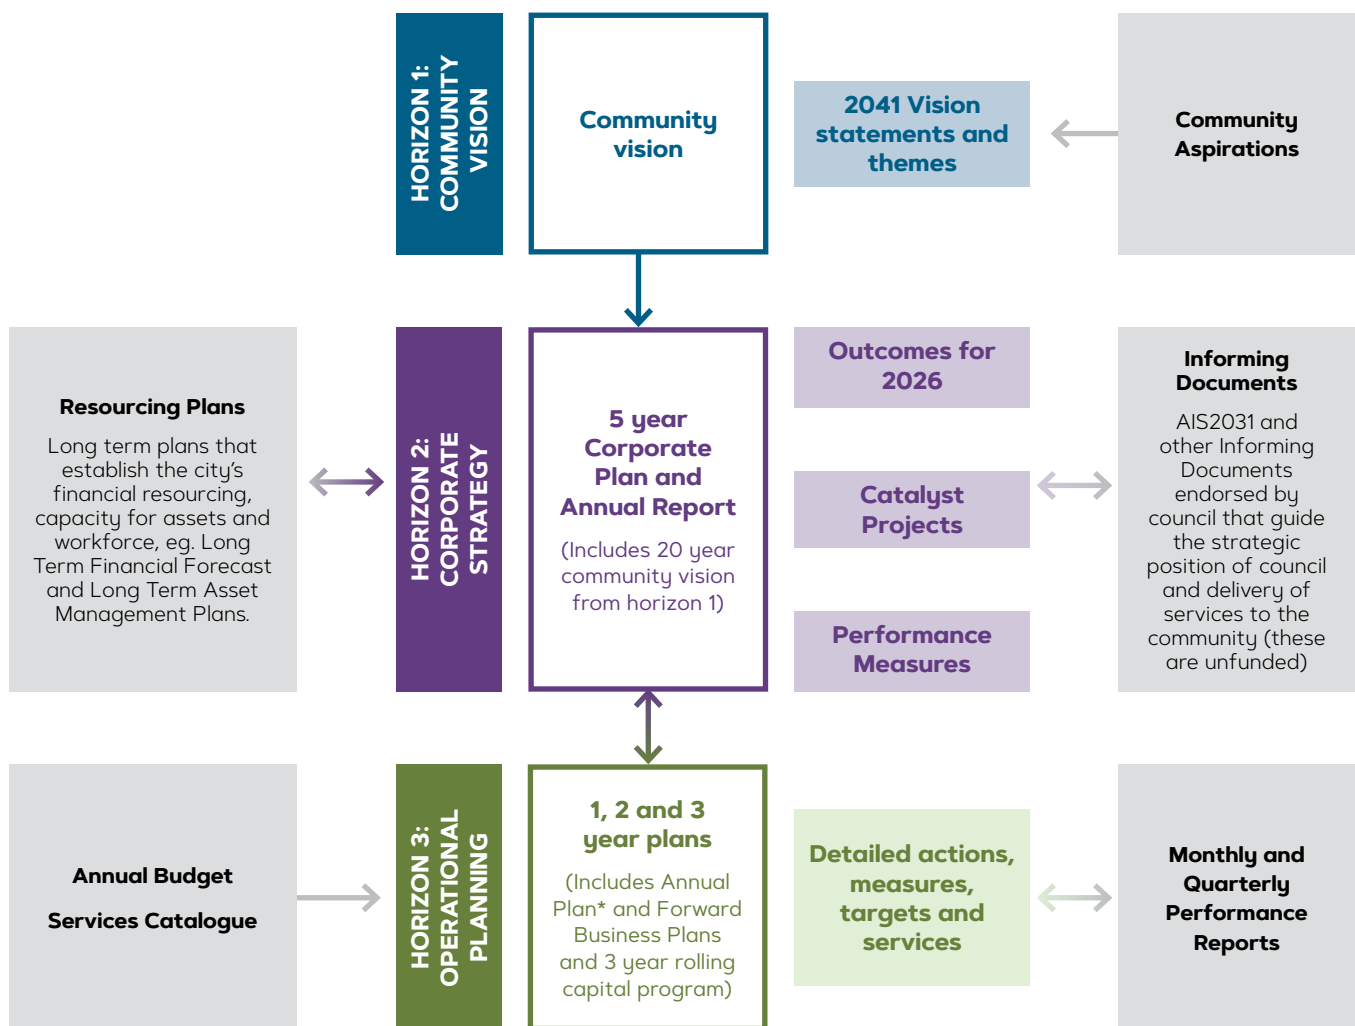 HORIZON 1:
COMMUNITY
VISION
Community
vision
2041 Vision
statements and
themes
Community
Aspirations
Resourcing Plans
Long term plans that
establish the city’s
financial resourcing,
capacity for assets and
workforce, eg. Long
Term Financial Forecast
and Long Term Asset
Management Plans.
HORIZON 2:
CORPORATE
STRATEGY
5 year
Corporate
Plan and
Annual Report
(Includes 20 year
community vision
from horizon 1)
Outcomes for
2026
Catalyst
Projects
Performance
Measures
Informing
Documents
AIS2031 and
other Informing
Documents
endorsed by
council that guide
the strategic
position of council
and delivery of
services to the
community (these
are unfunded)
Annual Budget
Services Catalogue
HORIZON 3:
OPERATIONAL
PLANNING
1, 2 and 3
year plans
(Includes Annual
Plan* and Forward
Business Plans
and 3 year rolling
capital program)
Detailed actions,
measures,
targets and
services
Monthly and
Quarterly
Performance
Reports